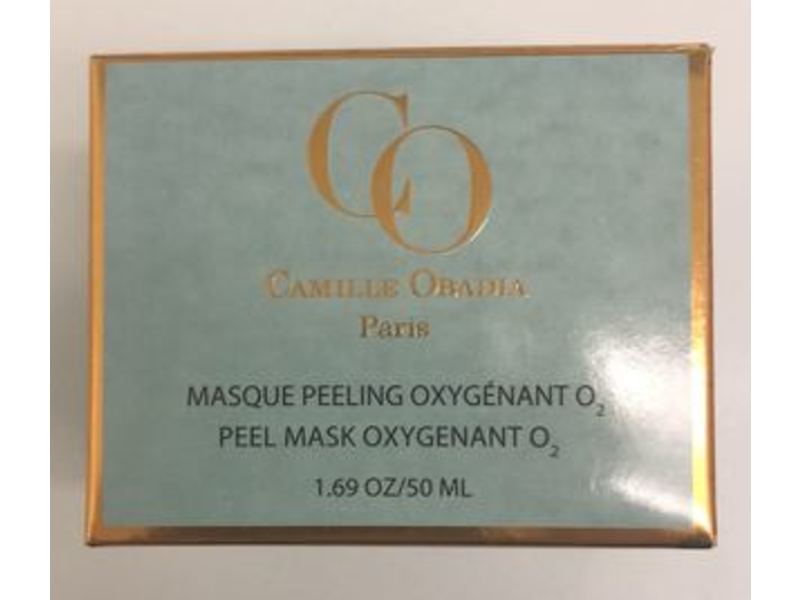 CO
CAMILLE OBADIA
Paris
MASQUE PEELING OXYGÉNANT O₂
PEEL MASK OXYGENANT O₂
1.69 OZ/50 ML